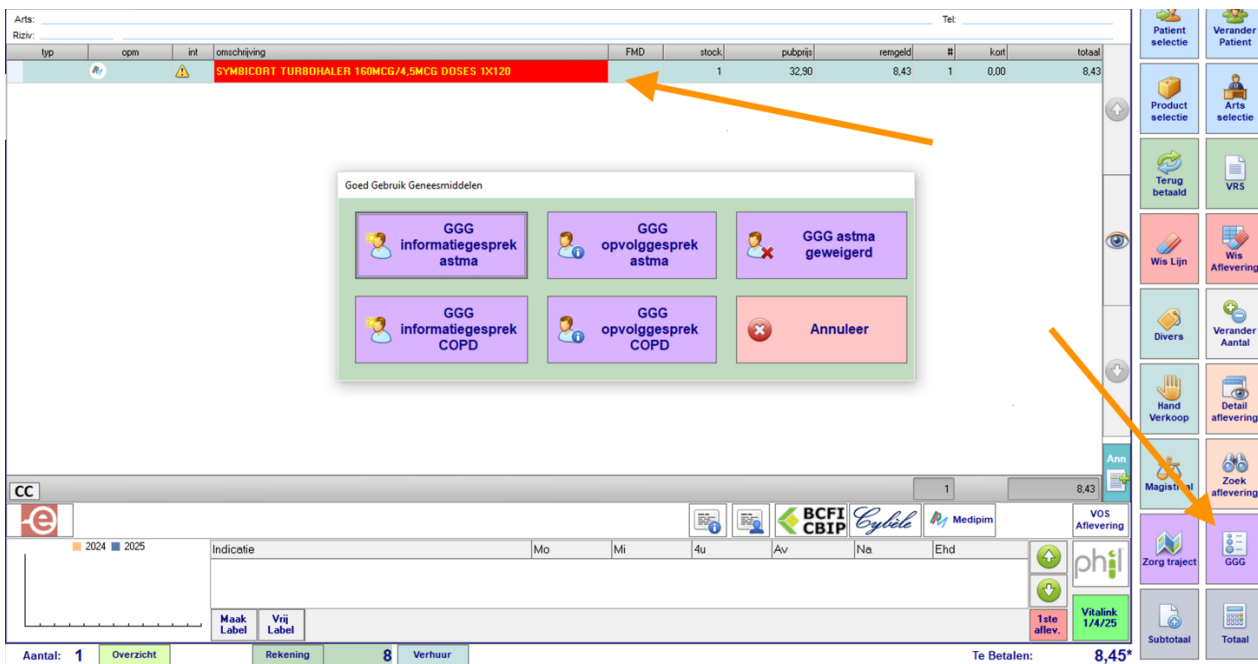 Arts:
Tel:
Riziv:
typ opm int omschrijving FMD stock pubprijs remgeld # kort totaal
SYMBICORT TURBOHALER 160MCG/4,5MCG DOSES 1X120 1 32,90 8,43 1 0,00 8,43
Goed Gebruik Geneesmiddelen
GGG
informatiegesprek
astma
GGG
opvolggesprek
astma
GGG astma
geweigerd
GGG
informatiegesprek
COPD
GGG
opvolggesprek
COPD
Annuleer
Patient
selectie
Verander
Patient
Product
selectie
Arts
selectie
Terug
betaald
VRS
Wis Lijn
Wis
Aflevering
Divers
Verander
Aantal
Hand
Verkoop
Detail
aflevering
Magistraal
Zoek
aflevering
Zorg traject
GGG
Subtotaal
Totaal
Ann
CC
1 8,43
e
BCFI
CBIP
Cybèle
Medipim
VOS
Aflevering
2024 2025
Indicatie Mo Mi 4u Av Na Ehd
phil
Maak
Label
Vrij
Label
1ste
aflev.
Vitalink
1/4/25
Aantal: 1 Overzicht Rekening 8 Verhuur Te Betalen: 8,45*